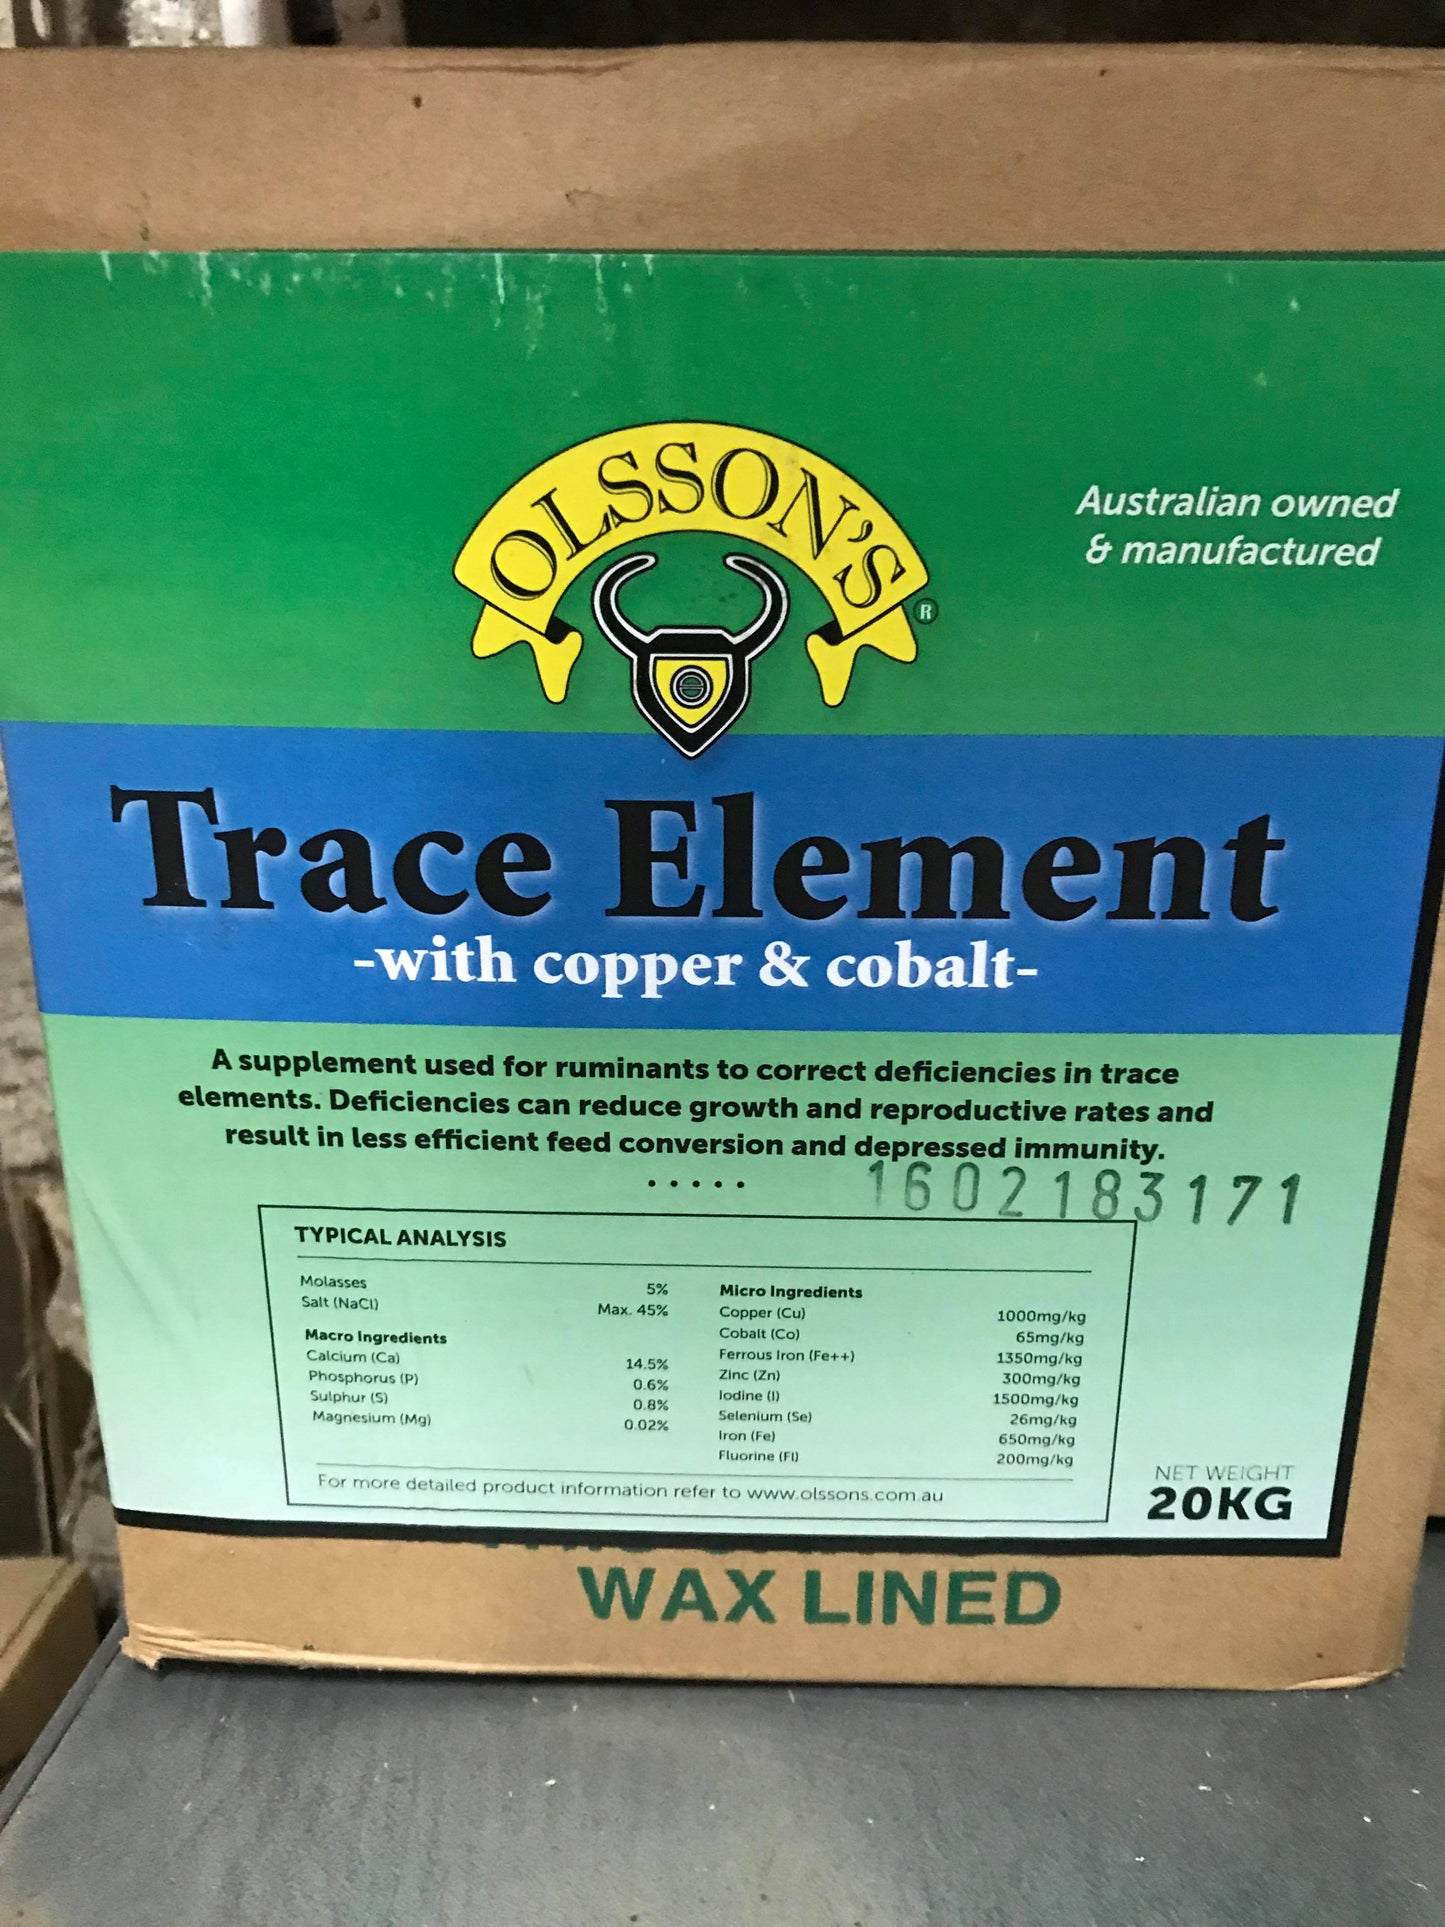 OLSSON'S
®
Australian owned
& manufactured
Trace Element
-with copper & cobalt-
A supplement used for ruminants to correct deficiencies in trace
elements. Deficiencies can reduce growth and reproductive rates and
result in less efficient feed conversion and depressed immunity.
.....
1602183171
TYPICAL ANALYSIS
Molasses 5%
Salt (NaCl) Max. 45%
Macro Ingredients
Calcium (Ca) 14.5%
Phosphorus (P) 0.6%
Sulphur (S) 0.8%
Magnesium (Mg) 0.02%
Micro Ingredients
Copper (Cu) 1000mg/kg
Cobalt (Co) 65mg/kg
Ferrous Iron (Fe++) 1350mg/kg
Zinc (Zn) 300mg/kg
Iodine (I) 1500mg/kg
Selenium (Se) 26mg/kg
Iron (Fe) 650mg/kg
Fluorine (Fl) 200mg/kg
For more detailed product information refer to www.olssons.com.au
NET WEIGHT
20KG
WAX LINED